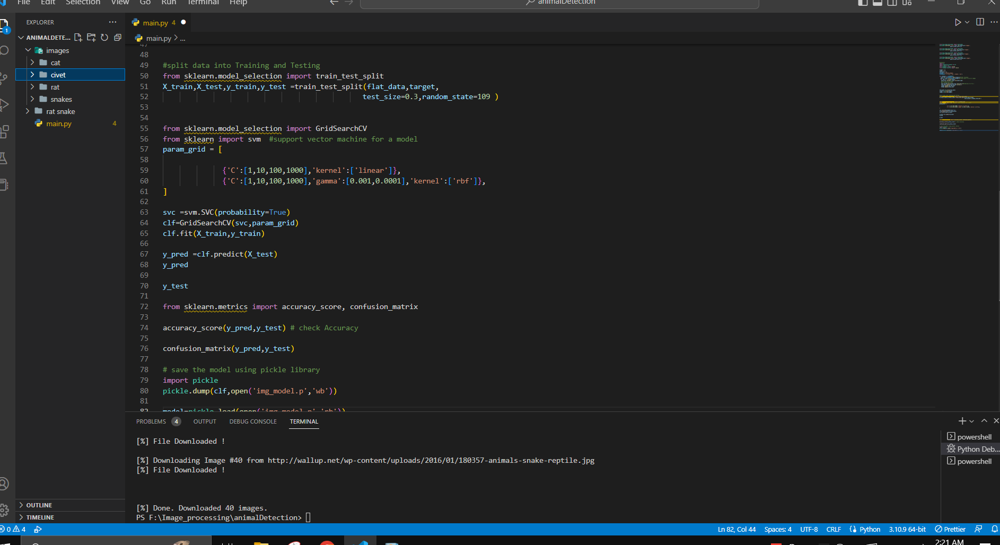 File Edit Selection View Go Run Terminal Help
animalDetection
EXPLORER
main.py 4
ANIMALDETE...
main.py > ...
images
cat
civet
rat
snakes
rat snake
main.py 4
1
47
48
49 #split data into Training and Testing
50 from sklearn.model_selection import train_test_split
51 X_train,X_test,y_train,y_test =train_test_split(flat_data,target,
52 test_size=0.3,random_state=109 )
53
54
55 from sklearn.model_selection import GridSearchCV
56 from sklearn import svm  #support vector machine for a model
57 param_grid = [
58
59 {'C':[1,10,100,1000],'kernel':['linear']},
60 {'C':[1,10,100,1000],'gamma':[0.001,0.0001],'kernel':['rbf']},
61 ]
62
63 svc =svm.SVC(probability=True)
64 clf=GridSearchCV(svc,param_grid)
65 clf.fit(X_train,y_train)
66
67 y_pred =clf.predict(X_test)
68 y_pred
69
70 y_test
71
72 from sklearn.metrics import accuracy_score, confusion_matrix
73
74 accuracy_score(y_pred,y_test) # check Accuracy
75
76 confusion_matrix(y_pred,y_test)
77
78 # save the model using pickle library
79 import pickle
80 pickle.dump(clf,open('img_model.p','wb'))
81
82 model=pickle.load(open('img_model.p','rb'))
PROBLEMS 4 OUTPUT DEBUG CONSOLE TERMINAL
[%] File Downloaded !
[%] Downloading Image #40 from http://wallup.net/wp-content/uploads/2016/01/180357-animals-snake-reptile.jpg
[%] File Downloaded !
[%] Done. Downloaded 40 images.
PS F:\Image_processing\animalDetection>
powershell
Python Deb...
powershell
OUTLINE
TIMELINE
0 4
Ln 82, Col 44 Spaces: 4 UTF-8 CRLF Python 3.10.9 64-bit Prettier
2:21 AM